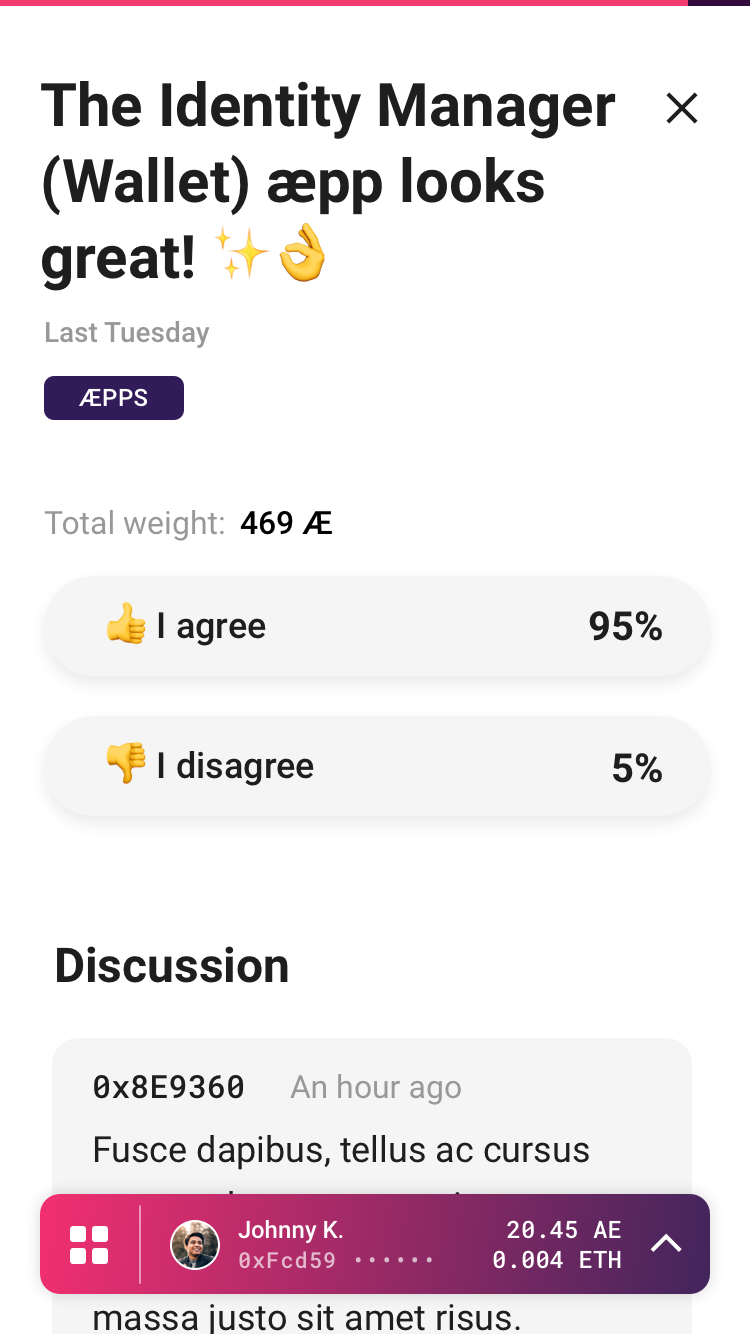 The Identity Manager
(Wallet) æpp looks
great! ✨👌
Last Tuesday
ÆPPS
Total weight: 469 Æ
👍 I agree 95%
👎 I disagree 5%
Discussion
0x8E9360 An hour ago
Fusce dapibus, tellus ac cursus
Johnny K. 20.45 AE
0xFcd59 •••••• 0.004 ETH
massa justo sit amet risus.